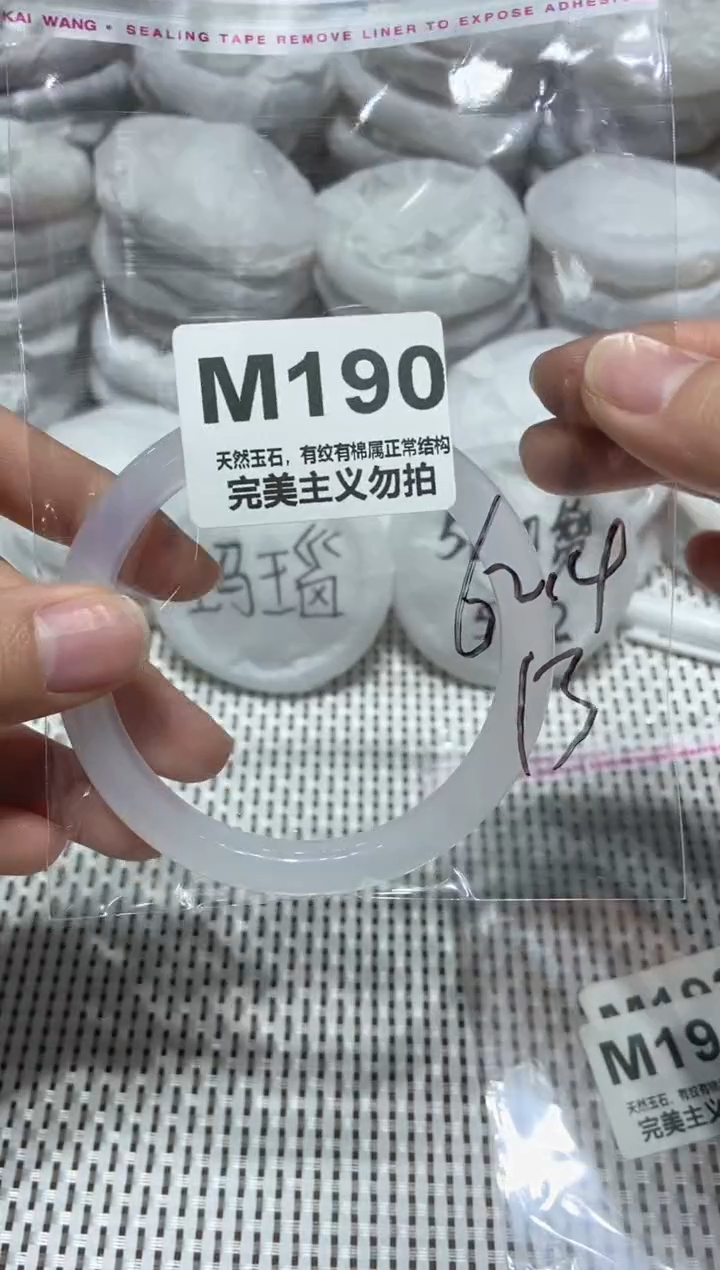 KAI WANG • SEALING TAPE REMOVE LINER TO EXPOSE ADHESI
M190
天然玉石，有纹有棉属正常结构
完美主义勿拍
玛瑙
62.4
13
M19
天然玉石，有纹有
完美主义